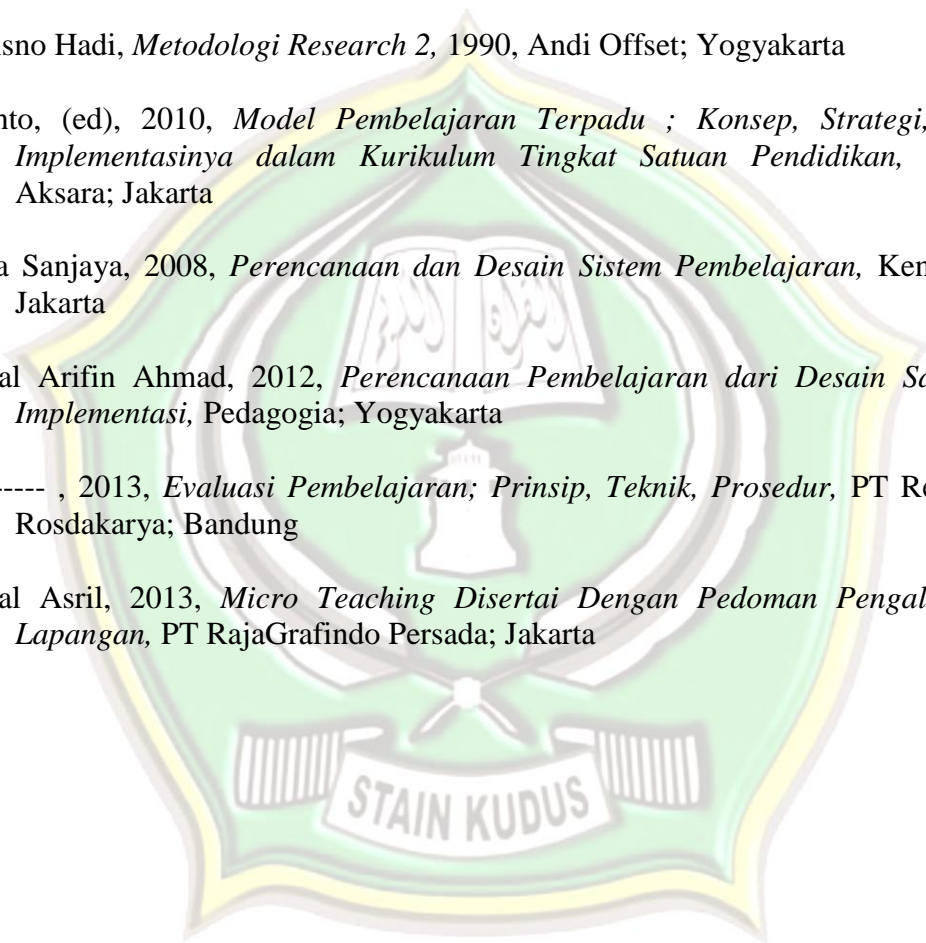 isno Hadi, Metodologi Research 2, 1990, Andi Offset; Yogyakarta
nto, (ed), 2010, Model Pembelajaran Terpadu ; Konsep, Strategi,
Implementasinya dalam Kurikulum Tingkat Satuan Pendidikan,
Aksara; Jakarta
a Sanjaya, 2008, Perencanaan dan Desain Sistem Pembelajaran, Ken
Jakarta
al Arifin Ahmad, 2012, Perencanaan Pembelajaran dari Desain Sa
Implementasi, Pedagogia; Yogyakarta
----- , 2013, Evaluasi Pembelajaran; Prinsip, Teknik, Prosedur, PT Re
Rosdakarya; Bandung
al Asril, 2013, Micro Teaching Disertai Dengan Pedoman Pengal
Lapangan, PT RajaGrafindo Persada; Jakarta
STAIN KUDUS